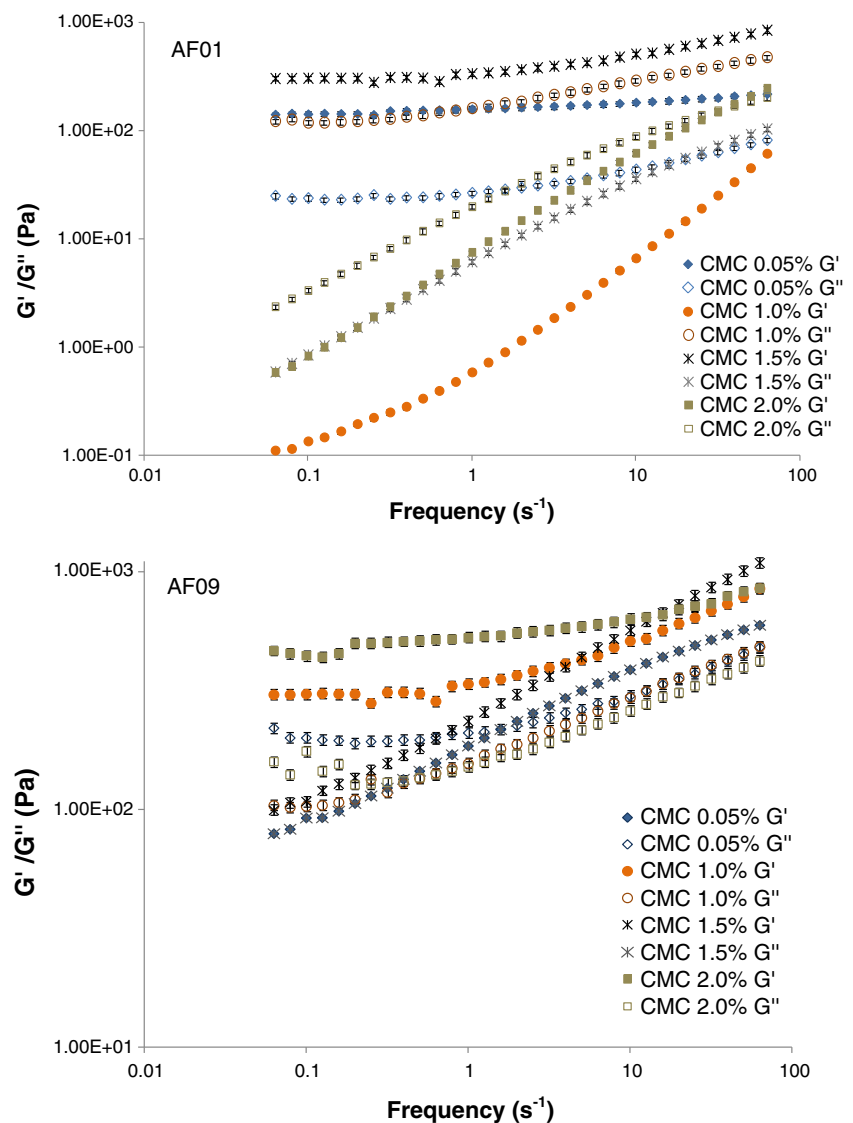 1.00E+03
AF01
1.00E+02
1.00E+01
1.00E+00
1.00E-01
G' /G" (Pa)
CMC 0.05% G'
CMC 0.05% G"
CMC 1.0% G'
CMC 1.0% G"
CMC 1.5% G'
CMC 1.5% G"
CMC 2.0% G'
CMC 2.0% G"
0.01 0.1 1 10 100
Frequency (s⁻¹)
1.00E+03
AF09
1.00E+02
1.00E+01
G' /G" (Pa)
CMC 0.05% G'
CMC 0.05% G"
CMC 1.0% G'
CMC 1.0% G"
CMC 1.5% G'
CMC 1.5% G"
CMC 2.0% G'
CMC 2.0% G"
0.01 0.1 1 10 100
Frequency (s⁻¹)